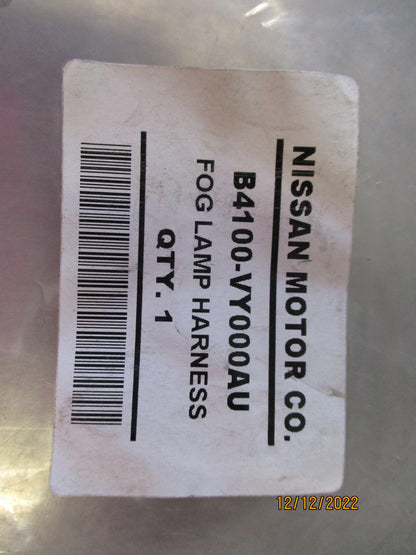 NISSAN MOTOR CO.
B4100-VY000AU
FOG LAMP HARNESS
QTY. 1
12/12/2022